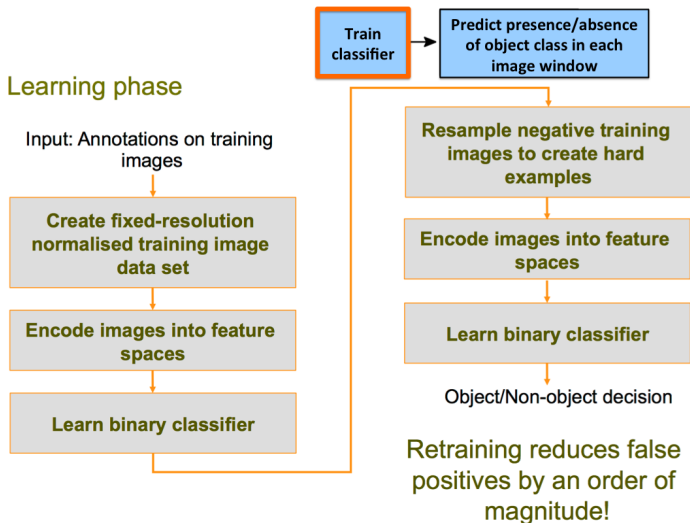 Train
classifier
Predict presence/absence
of object class in each
image window
Learning phase
Input: Annotations on training
images
Create fixed-resolution
normalised training image
data set
Encode images into feature
spaces
Learn binary classifier
Resample negative training
images to create hard
examples
Encode images into feature
spaces
Learn binary classifier
Object/Non-object decision
Retraining reduces false
positives by an order of
magnitude!